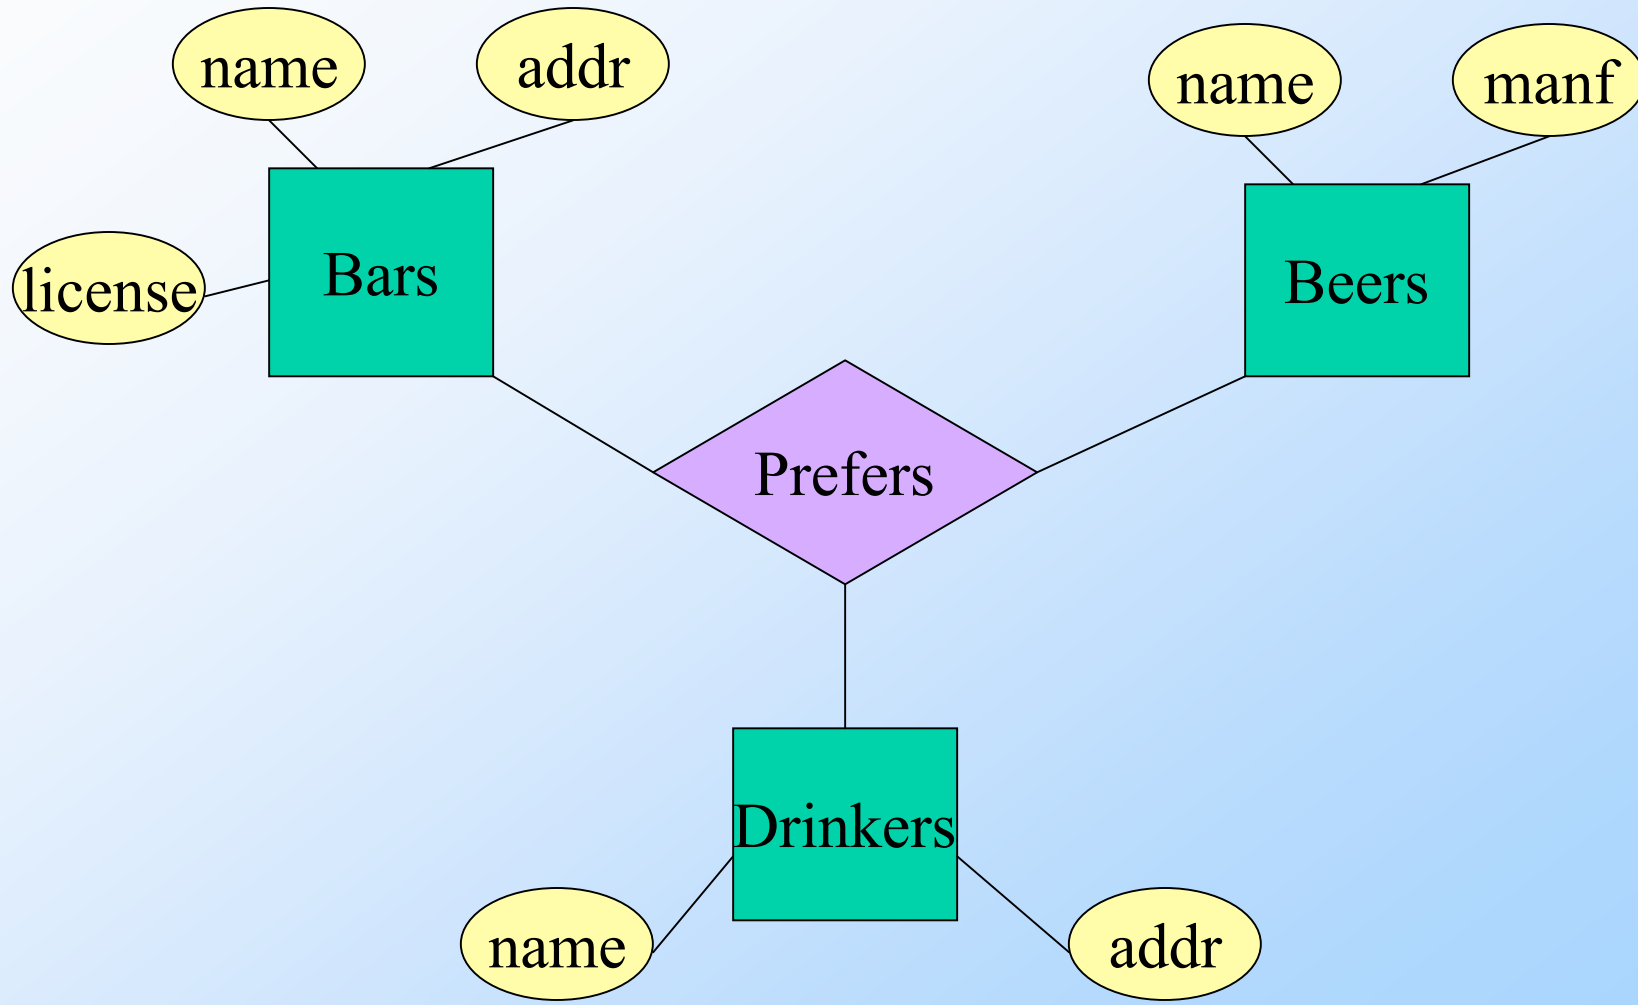 name
addr
name
manf
license
Bars
Beers
Prefers
Drinkers
name
addr